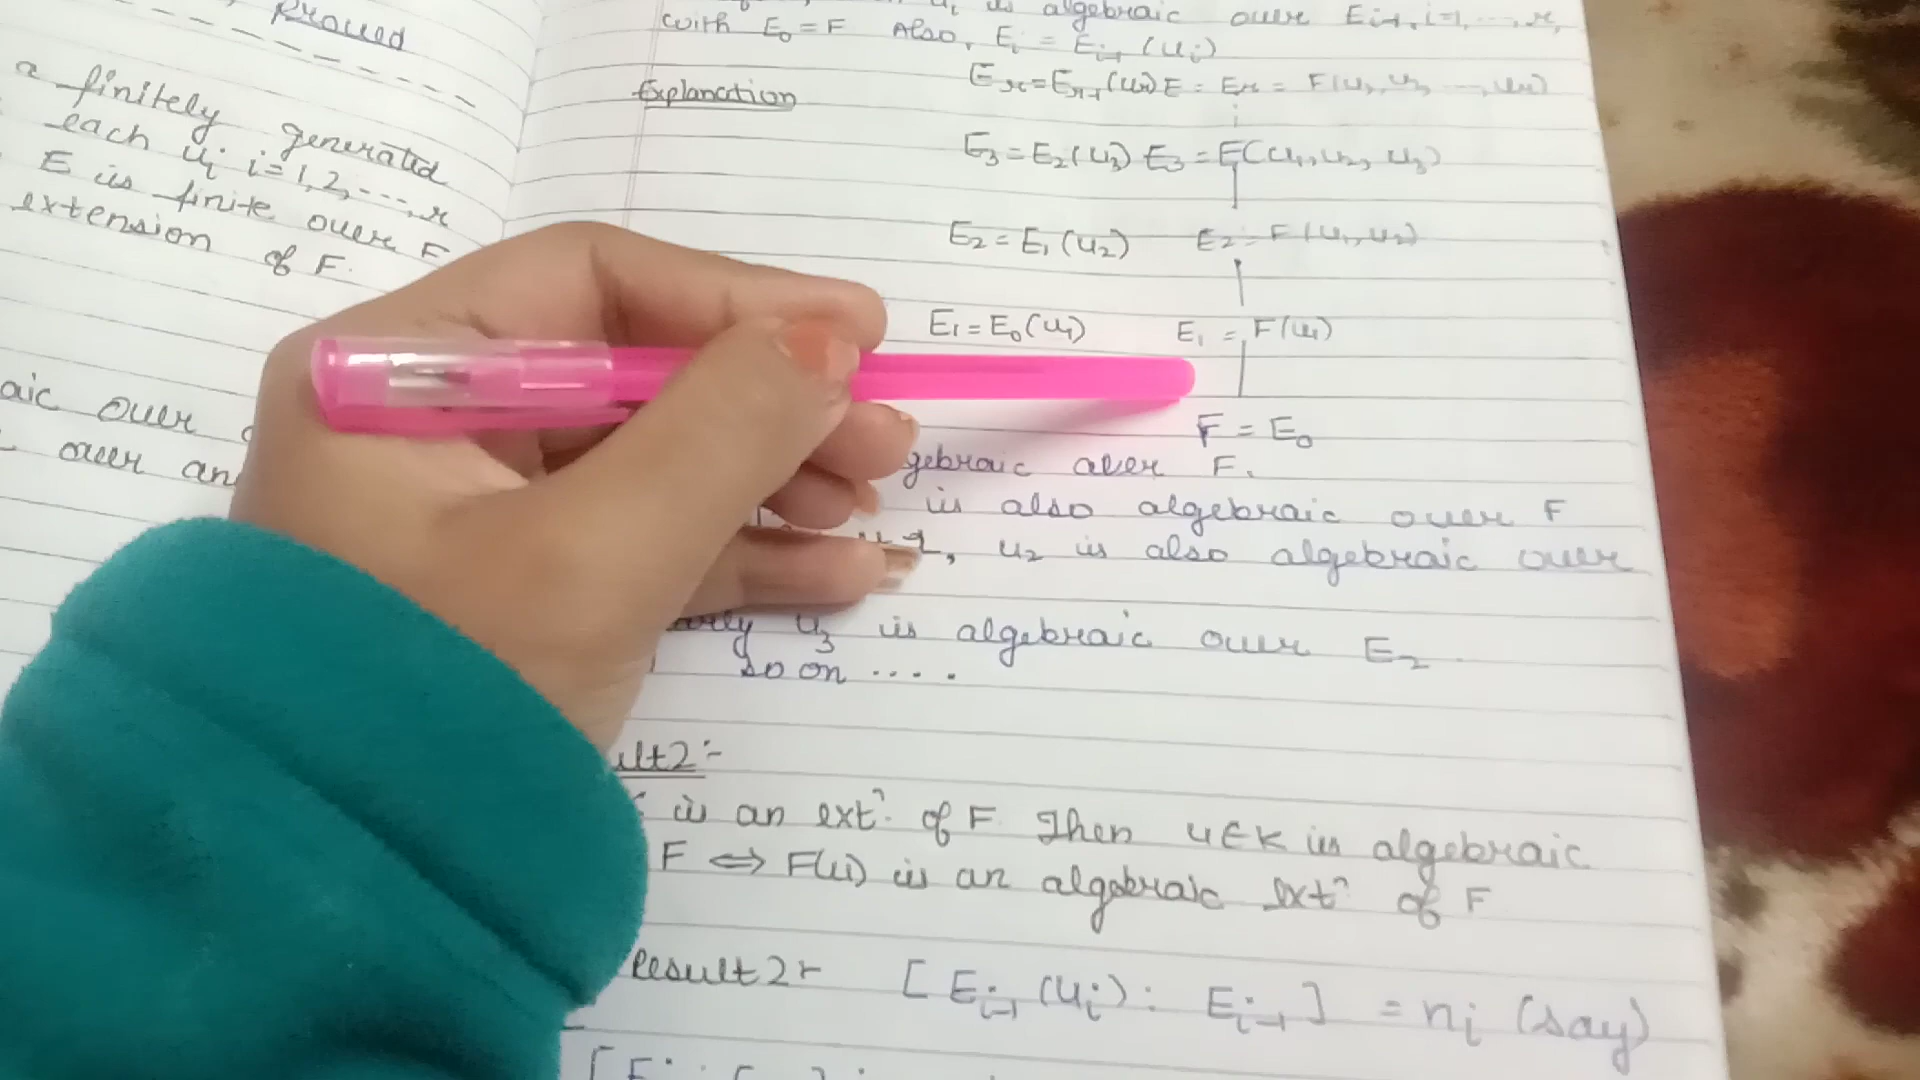 Proved
a finitely generated
each ui i=1,2,---,r
E is finite over F
extension of F.
aic over
over an
ui is algebraic over Ei-1, i=1,---,r,
with E0=F Also, Ei = Ei-1 (ui)
Explanation
Er=Er-1(ur) E = Er = F(u1, u2, ---, ur)
E3=E2(u3) E3 = F(u1, u2, u3)
E2=E1(u2) E2 = F(u1, u2)
E1=E0(u1) E1 = F(u1)
F = E0
gebraic over F.
is also algebraic over F
, u2 is also algebraic over
arly u3 is algebraic over E2
so on ....
ult2:-
is an extn. of F. Then u∈K is algebraic
F ⇔ F(u) is an algebraic extn. of F
result2:- [Ei-1 (ui) : Ei-1] = ni (say)